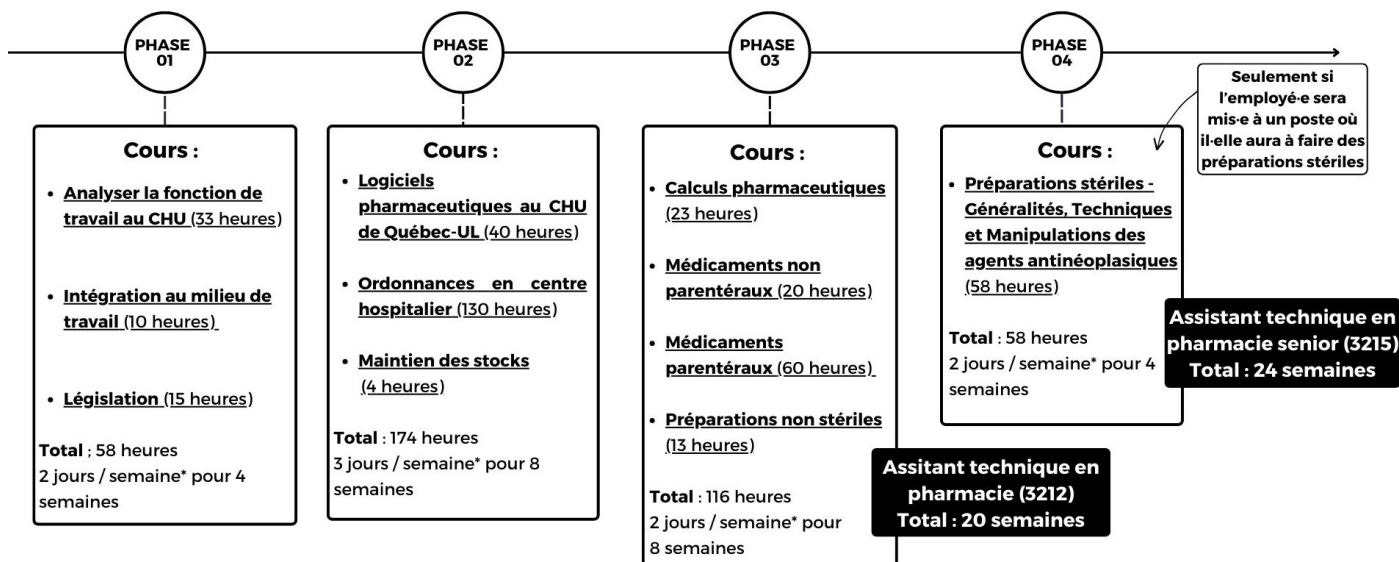 PHASE
01
Cours :
• Analyser la fonction de
travail au CHU (33 heures)
• Intégration au milieu de
travail (10 heures)
• Législation (15 heures)
Total : 58 heures
2 jours / semaine* pour 4
semaines
PHASE
02
Cours :
• Logiciels
pharmaceutiques au CHU
de Québec-UL (40 heures)
• Ordonnances en centre
hospitalier (130 heures)
• Maintien des stocks
(4 heures)
Total : 174 heures
3 jours / semaine* pour 8
semaines
PHASE
03
Cours :
• Calculs pharmaceutiques
(23 heures)
• Médicaments non
parentéraux (20 heures)
• Médicaments
parentéraux (60 heures)
• Préparations non stériles
(13 heures)
Total : 116 heures
2 jours / semaine* pour
8 semaines
Assitant technique en
pharmacie (3212)
Total : 20 semaines
PHASE
04
Seulement si
l'employé·e sera
mis·e à un poste où
il·elle aura à faire des
préparations stériles
Cours :
• Préparations stériles -
Généralités, Techniques
et Manipulations des
agents antinéoplasiques
(58 heures)
Total : 58 heures
2 jours / semaine* pour 4
semaines
Assistant technique en
pharmacie senior (3215)
Total : 24 semaines